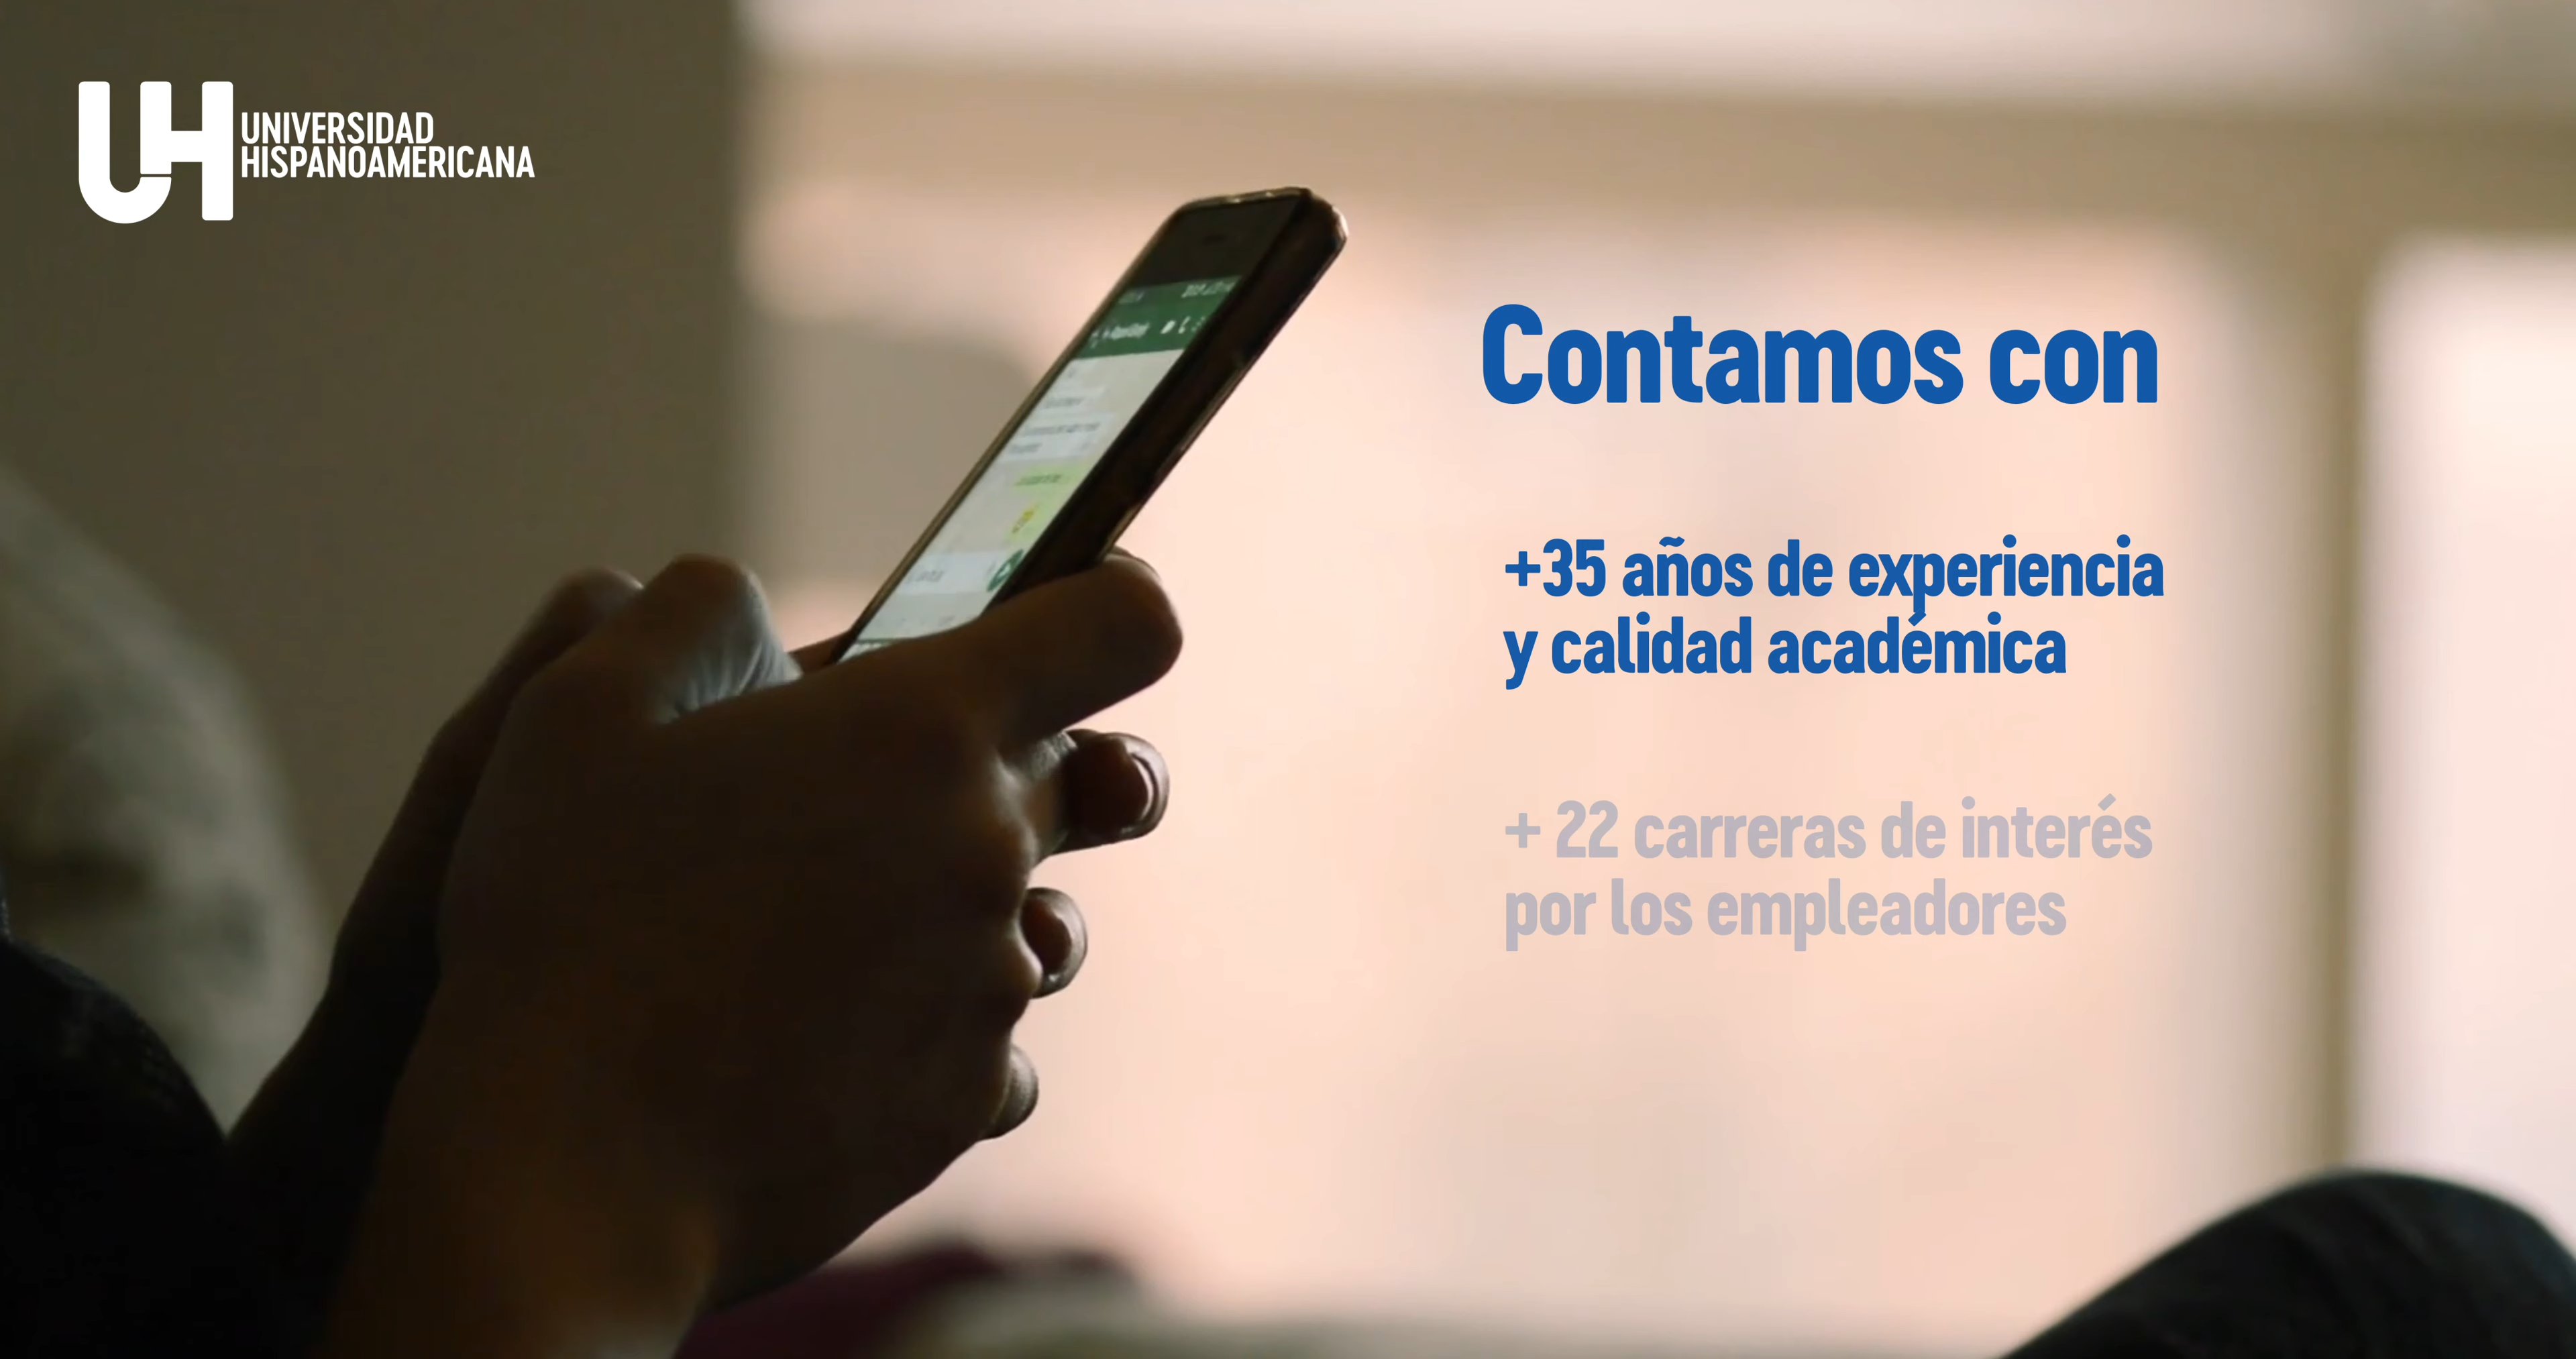 UNIVERSIDAD
HISPANOAMERICANA
Contamos con
+35 años de experiencia
y calidad académica
+ 22 carreras de interés
por los empleadores